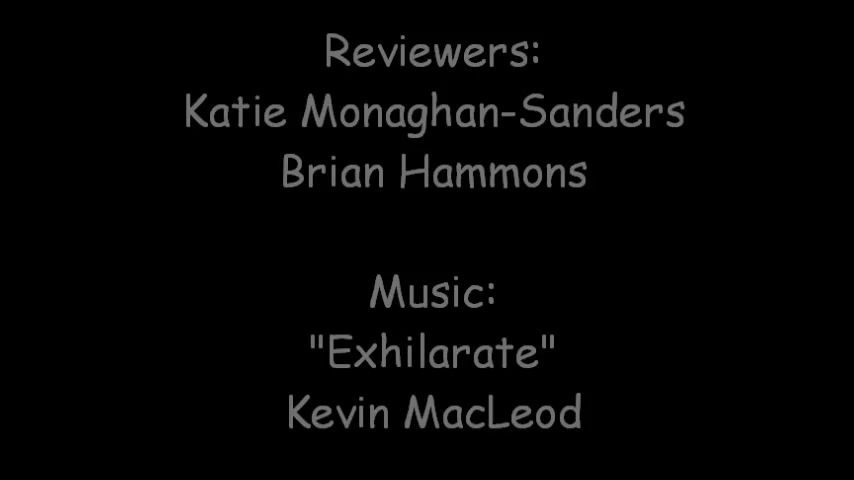 Reviewers:
Katie Monaghan-Sanders
Brian Hammons
Music:
"Exhilarate"
Kevin MacLeod